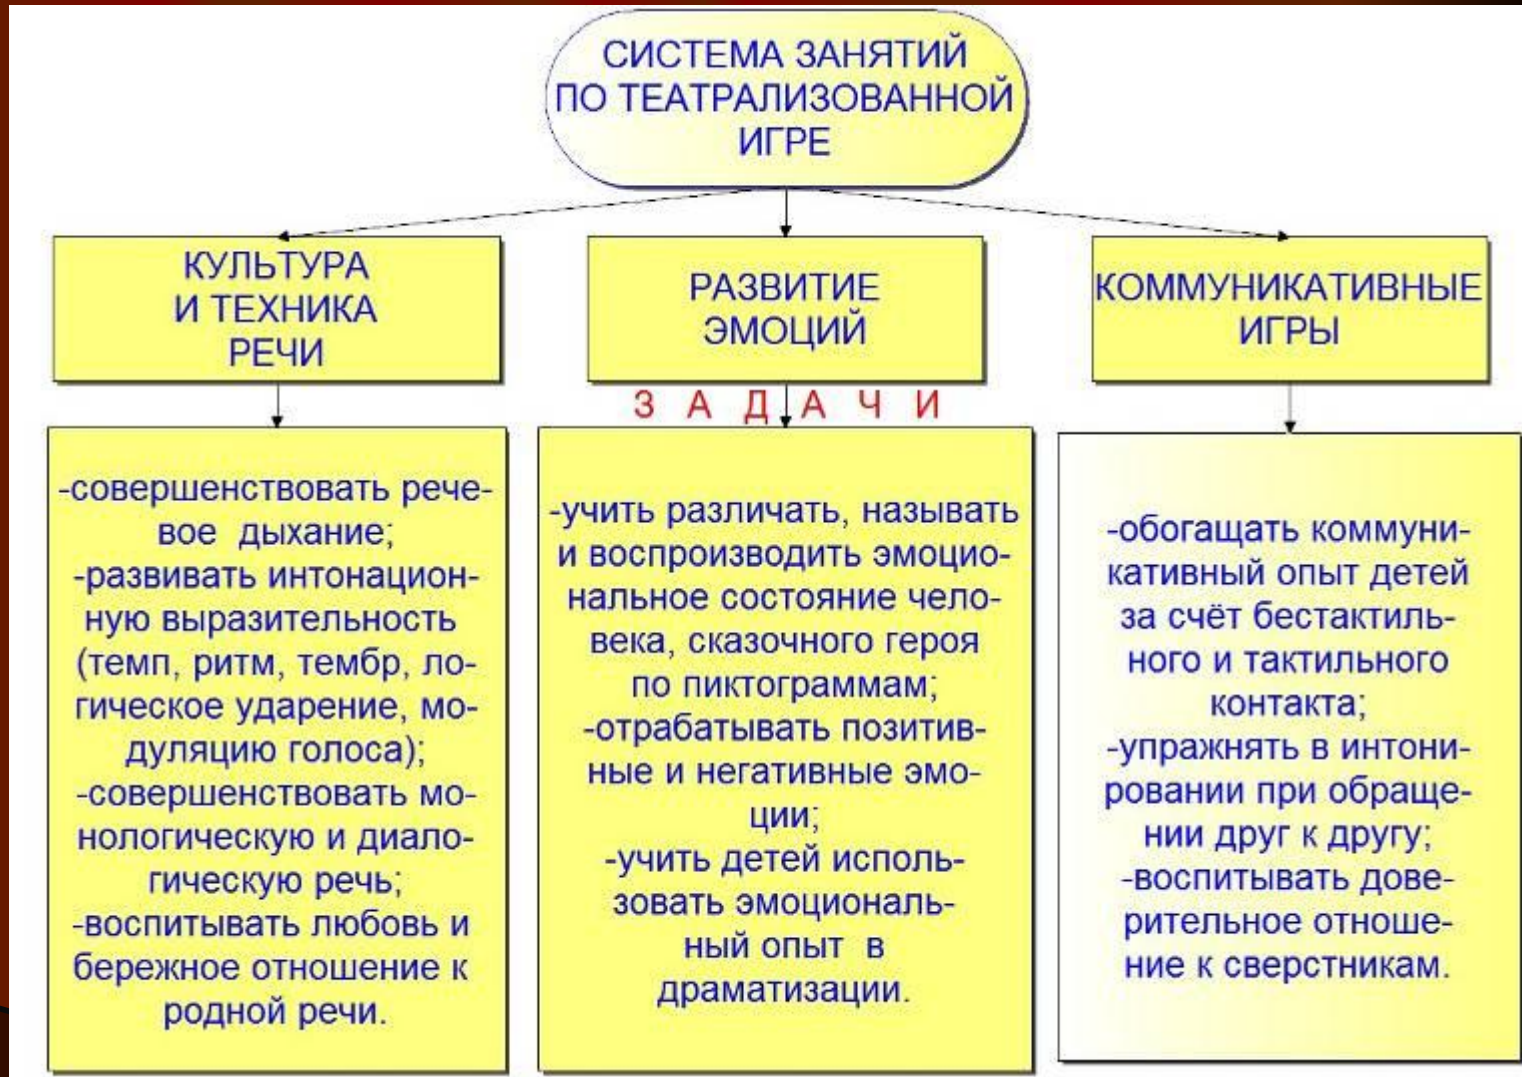 СИСТЕМА ЗАНЯТИЙ
ПО ТЕАТРАЛИЗОВАННОЙ
ИГРЕ
КУЛЬТУРА
И ТЕХНИКА
РЕЧИ
РАЗВИТИЕ
ЭМОЦИЙ
КОММУНИКАТИВНЫЕ
ИГРЫ
З А Д А Ч И
-совершенствовать рече-
вое дыхание;
-развивать интонацион-
ную выразительность
(темп, ритм, тембр, ло-
гическое ударение, мо-
дуляцию голоса);
-совершенствовать мо-
нологическую и диало-
гическую речь;
-воспитывать любовь и
бережное отношение к
родной речи.
-учить различать, называть
и воспроизводить эмоцио-
нальное состояние чело-
века, сказочного героя
по пиктограммам;
-отрабатывать позитив-
ные и негативные эмо-
ции;
-учить детей исполь-
зовать эмоциональ-
ный опыт в
драматизации.
-обогащать коммуни-
кативный опыт детей
за счёт бестактиль-
ного и тактильного
контакта;
-упражнять в интони-
ровании при обраще-
нии друг к другу;
-воспитывать дове-
рительное отноше-
ние к сверстникам.